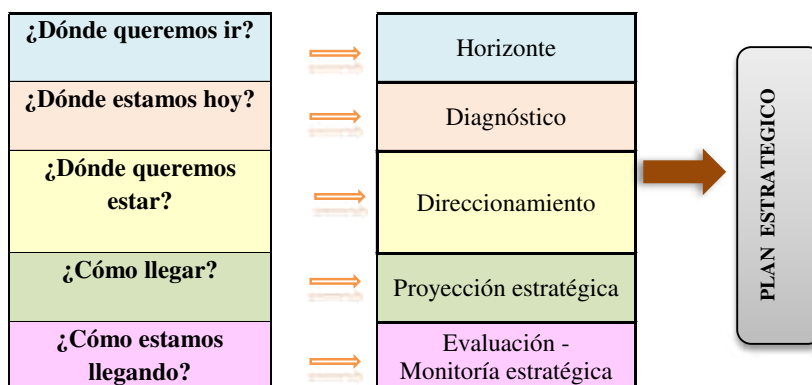 ¿Dónde queremos ir?
Horizonte
¿Dónde estamos hoy?
Diagnóstico
¿Dónde queremos
estar?
Direccionamiento
¿Cómo llegar?
Proyección estratégica
¿Cómo estamos
llegando?
Evaluación -
Monitoría estratégica
PLAN ESTRATEGICO